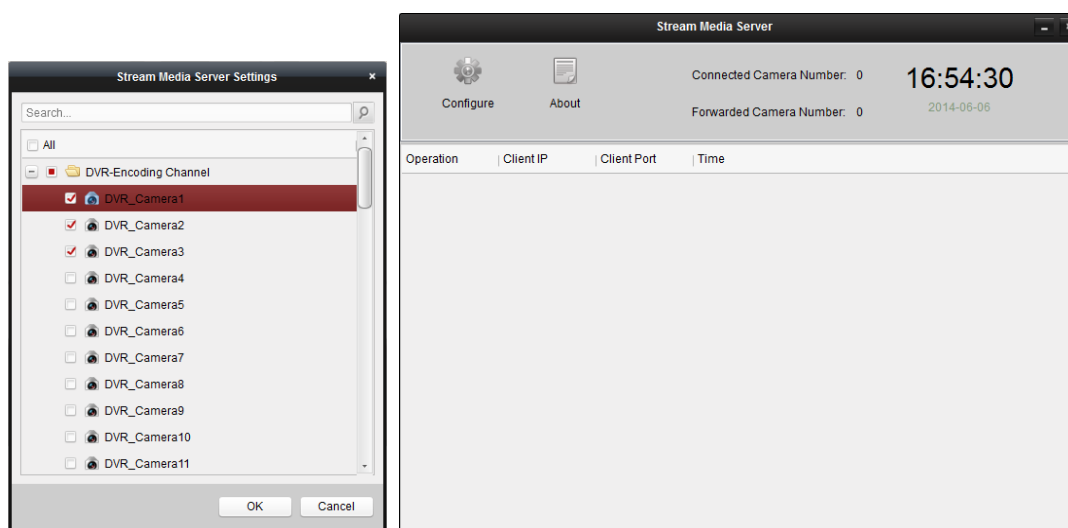 Stream Media Server Settings
Search...
All
DVR-Encoding Channel
DVR_Camera1
DVR_Camera2
DVR_Camera3
DVR_Camera4
DVR_Camera5
DVR_Camera6
DVR_Camera7
DVR_Camera8
DVR_Camera9
DVR_Camera10
DVR_Camera11
OK Cancel
Stream Media Server
Configure About
Connected Camera Number: 0
Forwarded Camera Number: 0
16:54:30
2014-06-06
Operation Client IP Client Port Time